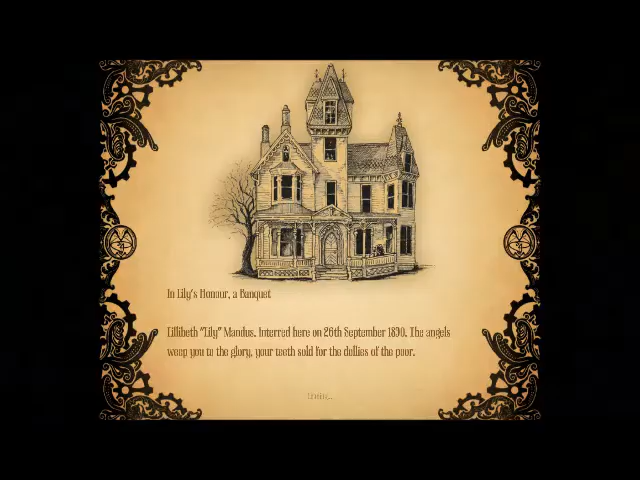 In Lily's Honour, a Banquet
Lillibeth "Lily" Mandus. Interred here on 26th September 1890. The angels
weep you to the glory, your teeth sold for the dollies of the poor.